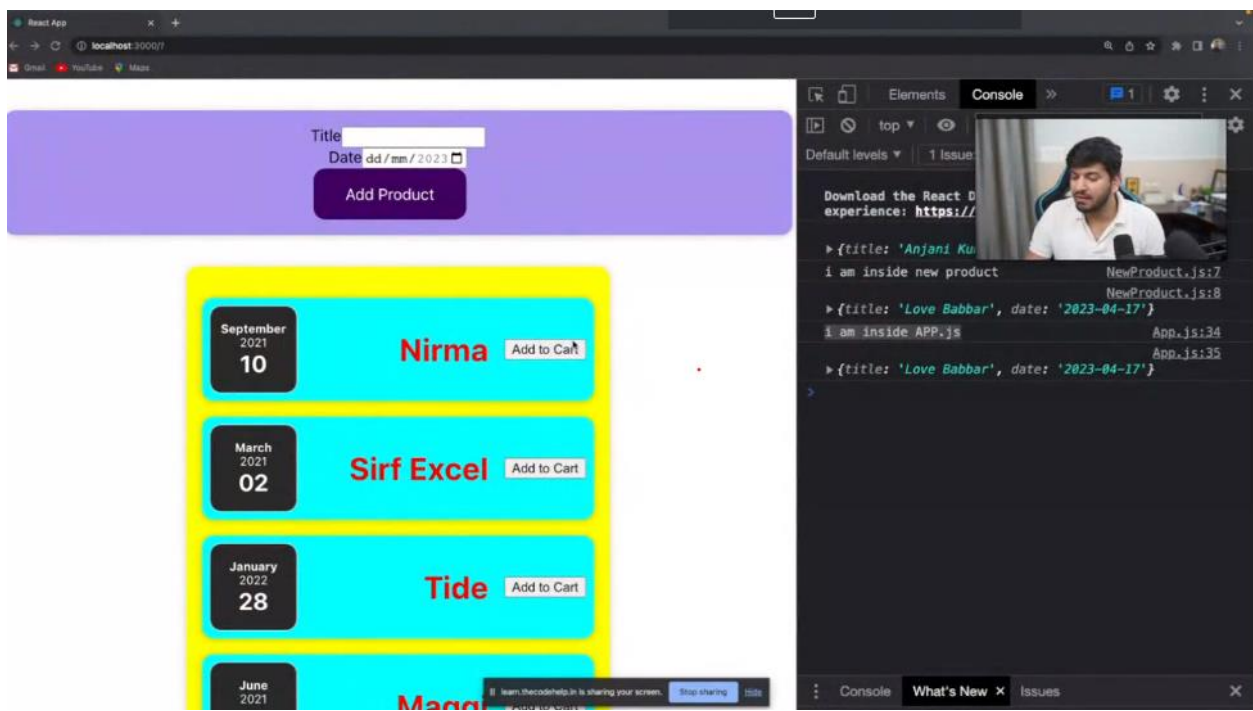 React App
localhost:3000/?
Gmail YouTube Maps
Title
Date dd/mm/2023
Add Product
September
2021
10
Nirma
Add to Cart
March
2021
02
Sirf Excel
Add to Cart
January
2022
28
Tide
Add to Cart
June
2021
Maggi
Add to Cart
learn.thecodehelp.in is sharing your screen. Stop sharing Hide
Elements Console » 1
top
Default levels 1 Issue:
Download the React D
experience: https://
{title: 'Anjani Ku
i am inside new product NewProduct.js:7
NewProduct.js:8
{title: 'Love Babbar', date: '2023-04-17'}
i am inside APP.js App.js:34
App.js:35
{title: 'Love Babbar', date: '2023-04-17'}
Console What's New Issues